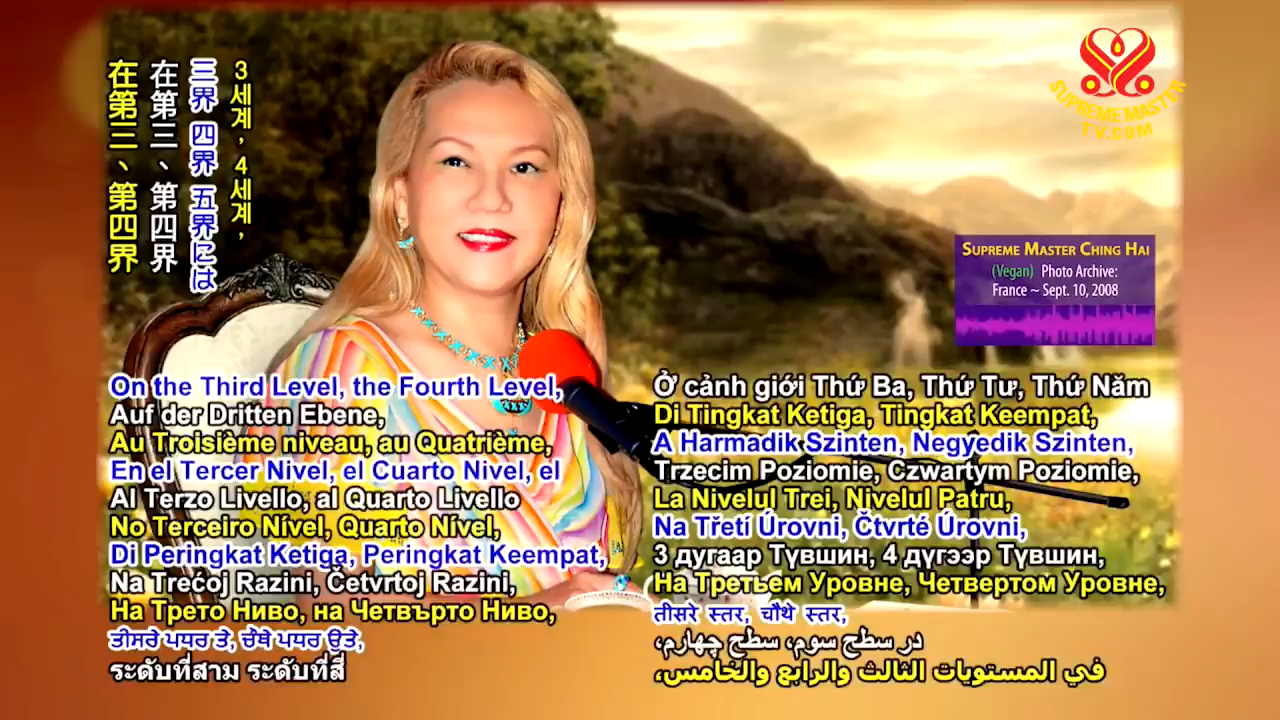 3 세계, 4 세계,
三界 四界 五界には
在第三、第四界
在第三、第四界
SUPREME MASTER
TV.COM
SUPREME MASTER CHING HAI
(Vegan) Photo Archive:
France ~ Sept. 10, 2008
On the Third Level, the Fourth Level,
Auf der Dritten Ebene,
Au Troisième niveau, au Quatrième,
En el Tercer Nivel, el Cuarto Nivel, el
Al Terzo Livello, al Quarto Livello
No Terceiro Nível, Quarto Nível,
Di Peringkat Ketiga, Peringkat Keempat,
Na Trećoj Razini, Četvrtoj Razini,
На Трето Ниво, на Четвърто Ниво,
ਤੀਸਰੇ ਪਧਰ ਤੇ, ਚੌਥੇ ਪਧਰ ਉਤੇ,
ระดับที่สาม ระดับที่สี่
Ở cảnh giới Thứ Ba, Thứ Tư, Thứ Năm
Di Tingkat Ketiga, Tingkat Keempat,
A Harmadik Szinten, Negyedik Szinten,
Trzecim Poziomie, Czwartym Poziomie,
La Nivelul Trei, Nivelul Patru,
Na Třetí Úrovni, Čtvrté Úrovni,
3 дугаар Түвшин, 4 дүгээр Түвшин,
На Третьем Уровне, Четвертом Уровне,
तीसरे स्तर, चौथे स्तर,
در سطح سوم، سطح چهارم،
في المستويات الثالث والرابع والخامس،